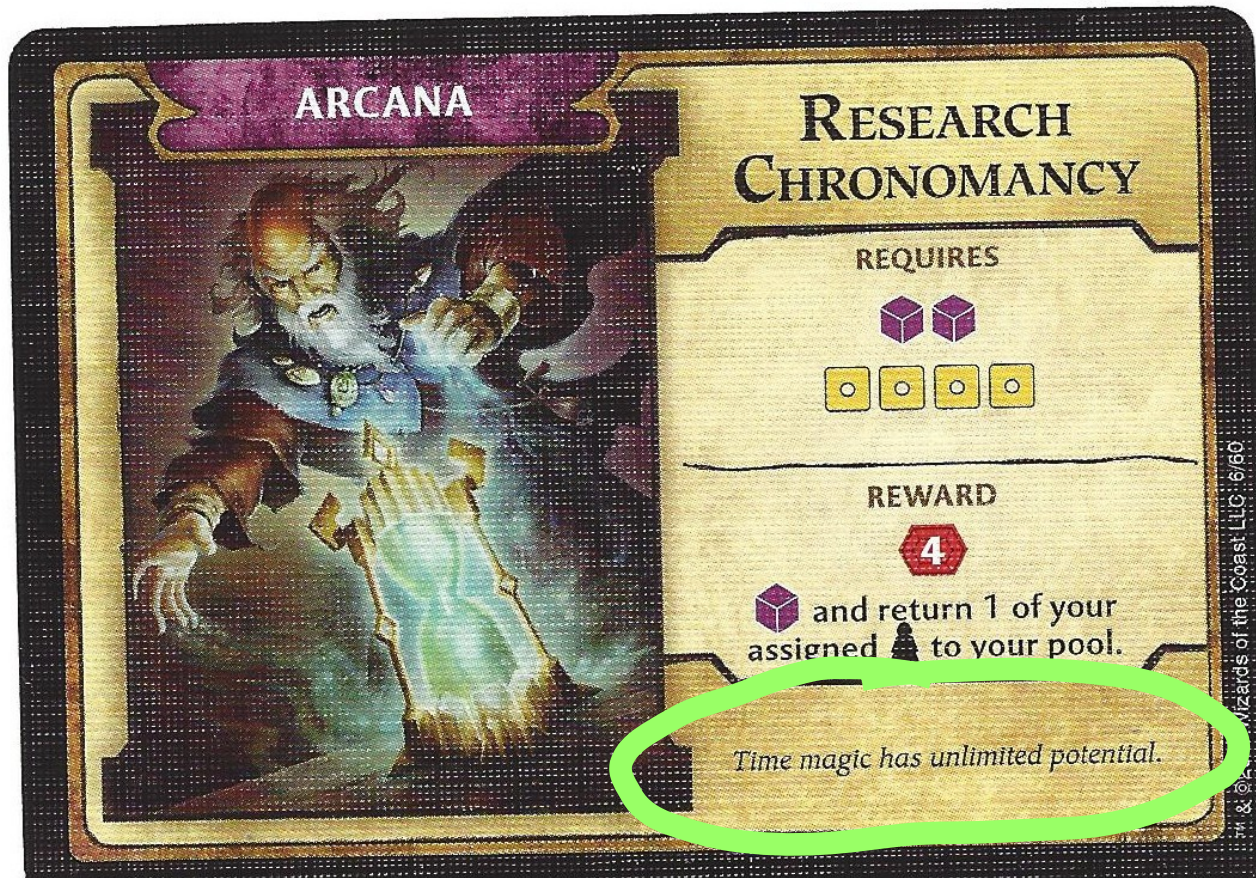 ARCANA
RESEARCH
CHRONOMANCY
REQUIRES
REWARD
4
and return 1 of your
assigned to your pool.
Time magic has unlimited potential.
™ & © Wizards of the Coast LLC 6/60